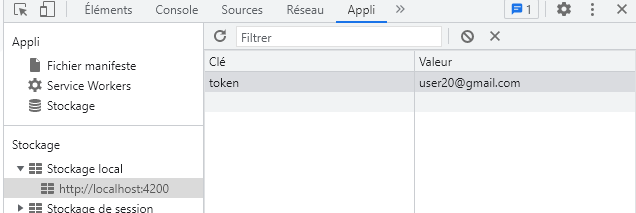 Éléments Console Sources Réseau Appli » 1
Appli
Fichier manifeste
Service Workers
Stockage
Stockage
Stockage local
http://localhost:4200
Stockage de session
Filtrer
Clé Valeur
token user20@gmail.com